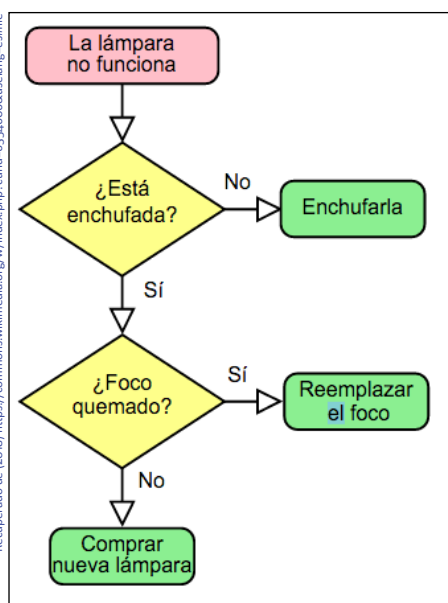 La lámpara
no funciona
¿Está
enchufada?
No
Enchufarla
Sí
¿Foco
quemado?
Sí
Reemplazar
el foco
No
Comprar
nueva lámpara